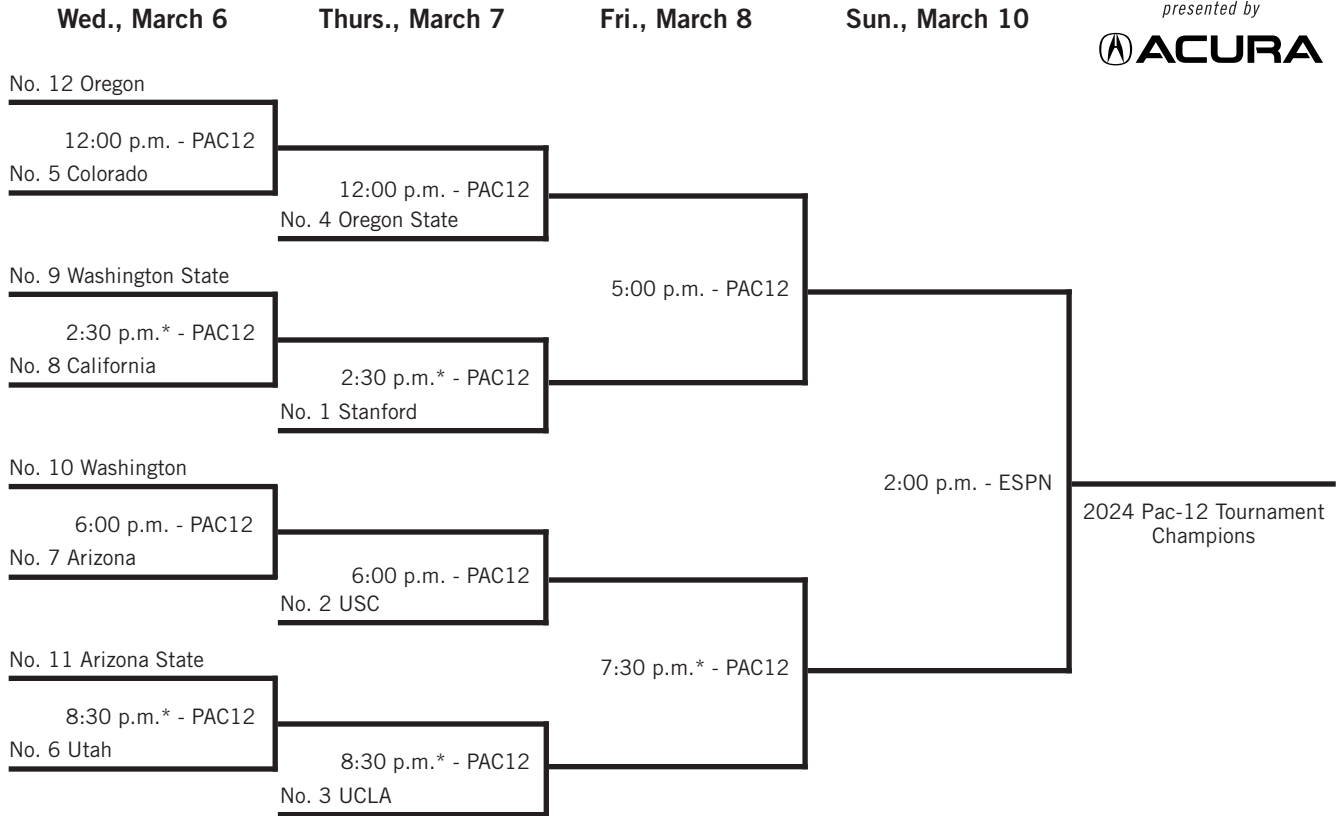 Wed., March 6
Thurs., March 7
Fri., March 8
Sun., March 10
presented by
ACURA
No. 12 Oregon
12:00 p.m. - PAC12
No. 5 Colorado
No. 9 Washington State
2:30 p.m.* - PAC12
No. 8 California
No. 10 Washington
6:00 p.m. - PAC12
No. 7 Arizona
No. 11 Arizona State
8:30 p.m.* - PAC12
No. 6 Utah
12:00 p.m. - PAC12
No. 4 Oregon State
2:30 p.m.* - PAC12
No. 1 Stanford
6:00 p.m. - PAC12
No. 2 USC
8:30 p.m.* - PAC12
No. 3 UCLA
5:00 p.m. - PAC12
7:30 p.m.* - PAC12
2:00 p.m. - ESPN
2024 Pac-12 Tournament
Champions